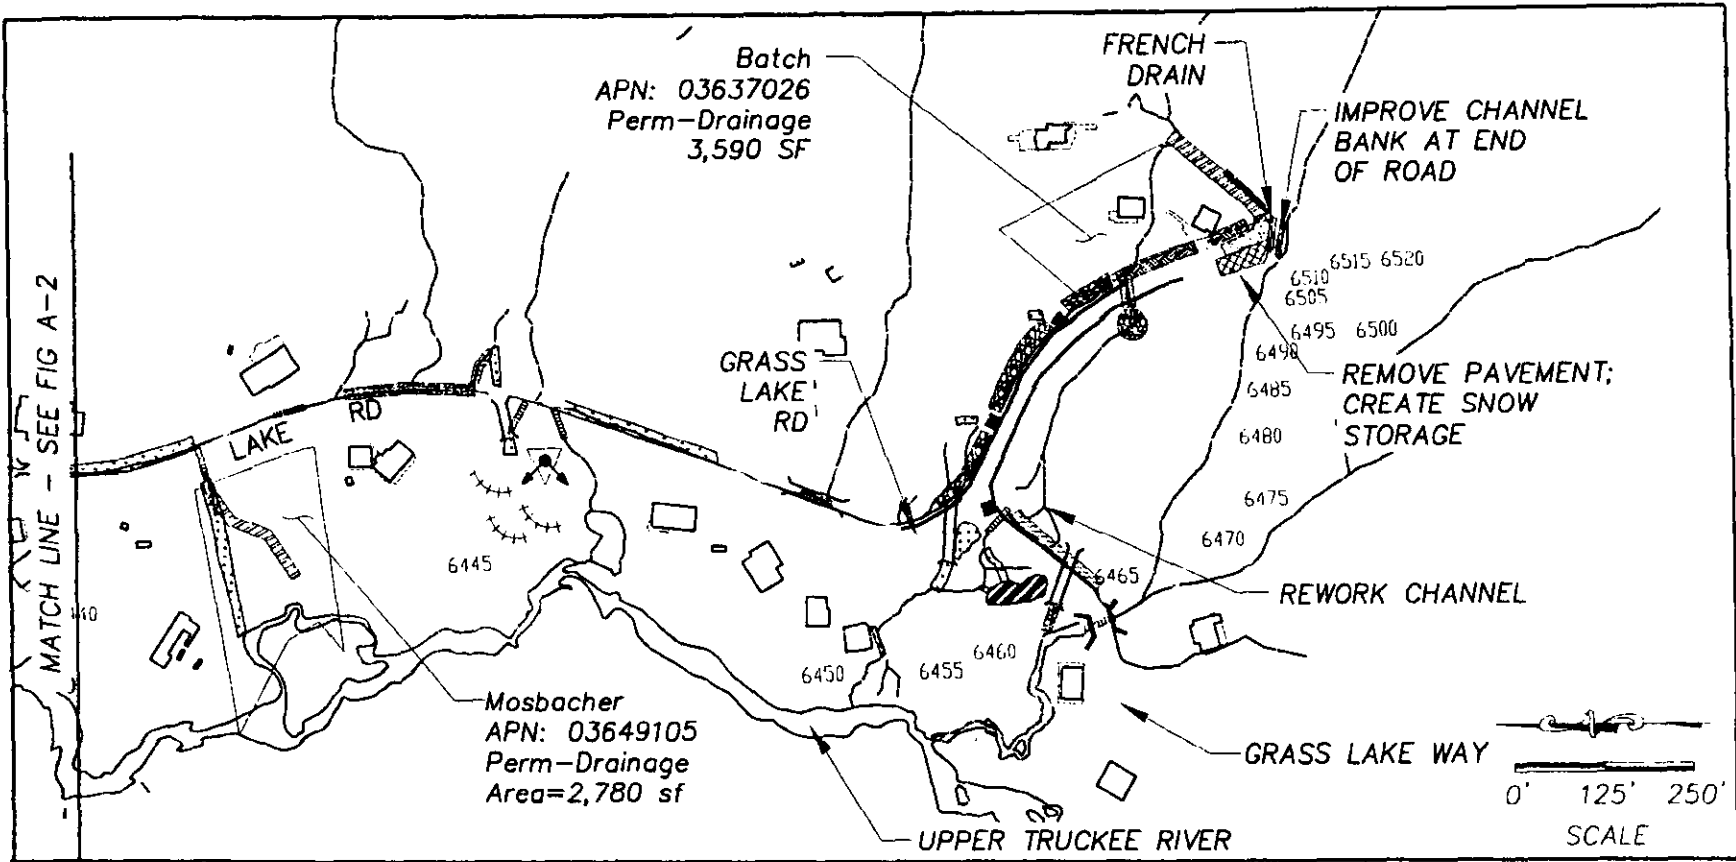 Batch
APN: 03637026
Perm-Drainage
3,590 SF
FRENCH
DRAIN
IMPROVE CHANNEL
BANK AT END
OF ROAD
MATCH LINE - SEE FIG A-2
6510
6515
6520
6505
6495
6500
6490
6485
6480
6475
6470
6465
GRASS
LAKE
RD
REMOVE PAVEMENT;
CREATE SNOW
STORAGE
LAKE
RD
6445
REWORK CHANNEL
6450
6455
6460
Mosbacher
APN: 03649105
Perm-Drainage
Area=2,780 sf
GRASS LAKE WAY
UPPER TRUCKEE RIVER
0'
125'
250'
SCALE